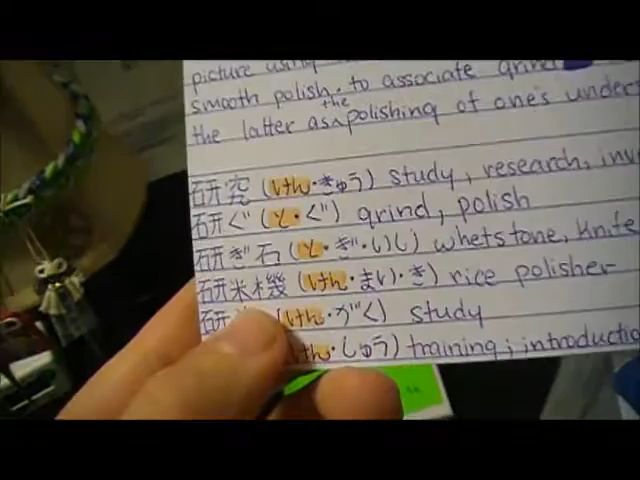 picture using
smooth polish. to associate grind
the latter as the polishing of one's under
研究 (けん・きゅう) study, research, inv
研ぐ (と・ぐ) grind, polish
研ぎ石 (と・ぎ・いし) whetstone, knife
研米機 (けん・まい・き) rice polisher
研 (けん・がく) study
けん・しゅう) training; introductio